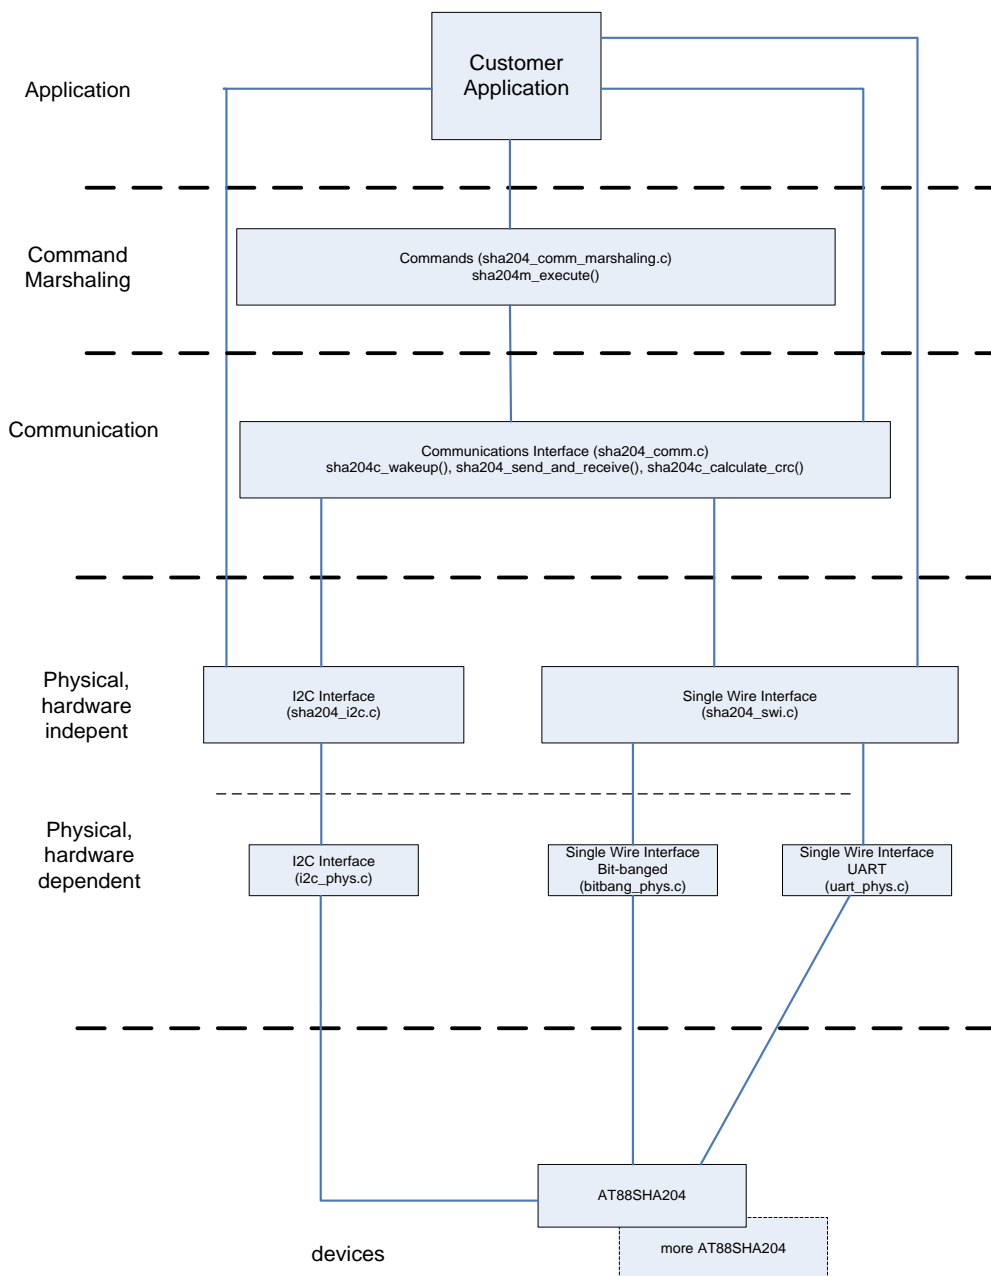 Customer
Application
Application
Command
Marshaling
Commands (sha204_comm_marshaling.c)
sha204m_execute()
Communication
Communications Interface (sha204_comm.c)
sha204c_wakeup(), sha204_send_and_receive(), sha204c_calculate_crc()
Physical,
hardware
indepent
I2C Interface
(sha204_i2c.c)
Single Wire Interface
(sha204_swi.c)
Physical,
hardware
dependent
I2C Interface
(i2c_phys.c)
Single Wire Interface
Bit-banged
(bitbang_phys.c)
Single Wire Interface
UART
(uart_phys.c)
AT88SHA204
more AT88SHA204
devices